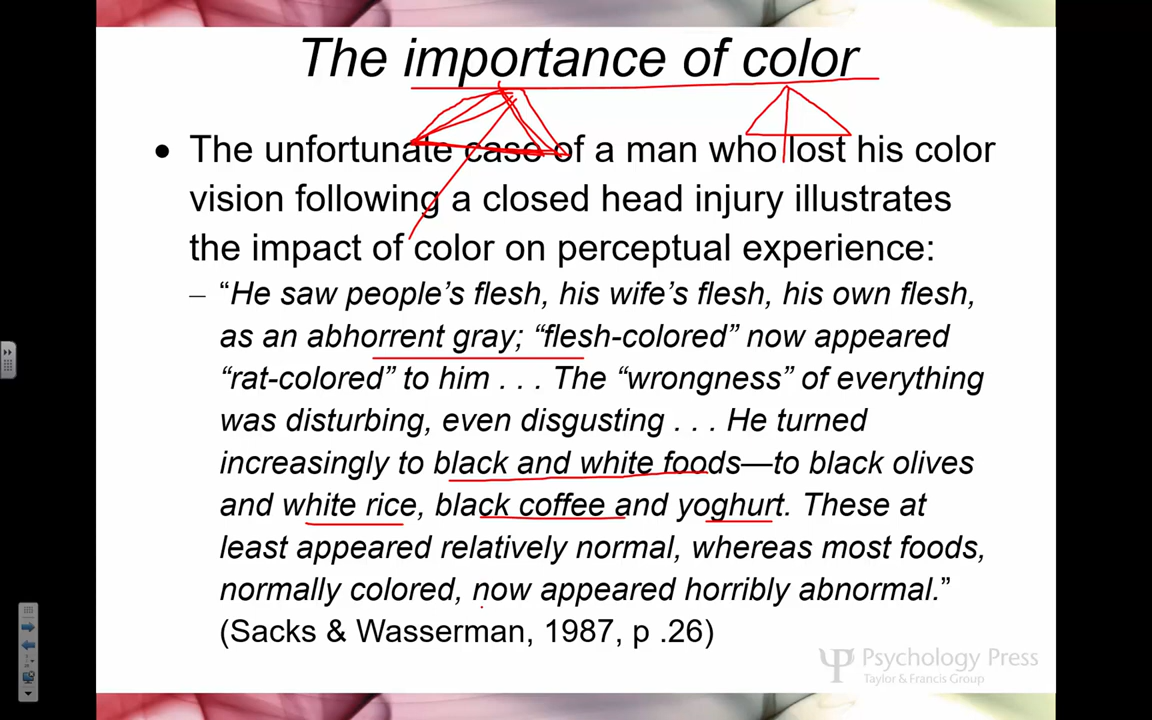 The importance of color
• The unfortunate case of a man who lost his color
vision following a closed head injury illustrates
the impact of color on perceptual experience:
– “He saw people’s flesh, his wife’s flesh, his own flesh,
as an abhorrent gray; “flesh-colored” now appeared
“rat-colored” to him . . . The “wrongness” of everything
was disturbing, even disgusting . . . He turned
increasingly to black and white foods—to black olives
and white rice, black coffee and yoghurt. These at
least appeared relatively normal, whereas most foods,
normally colored, now appeared horribly abnormal.”
(Sacks & Wasserman, 1987, p .26)
Psychology Press
Taylor & Francis Group